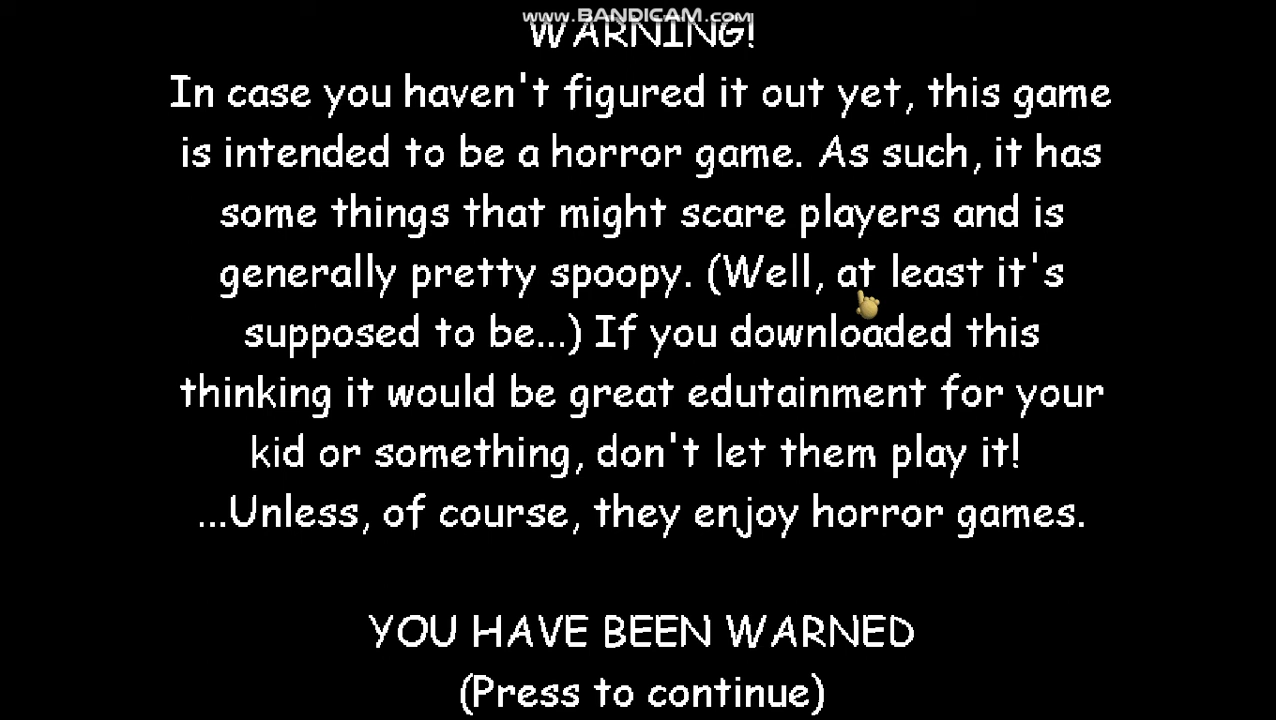 www.BANDICAM.com
WARNING!
In case you haven't figured it out yet, this game
is intended to be a horror game. As such, it has
some things that might scare players and is
generally pretty spoopy. (Well, at least it's
supposed to be...) If you downloaded this
thinking it would be great edutainment for your
kid or something, don't let them play it!
...Unless, of course, they enjoy horror games.
YOU HAVE BEEN WARNED
(Press to continue)